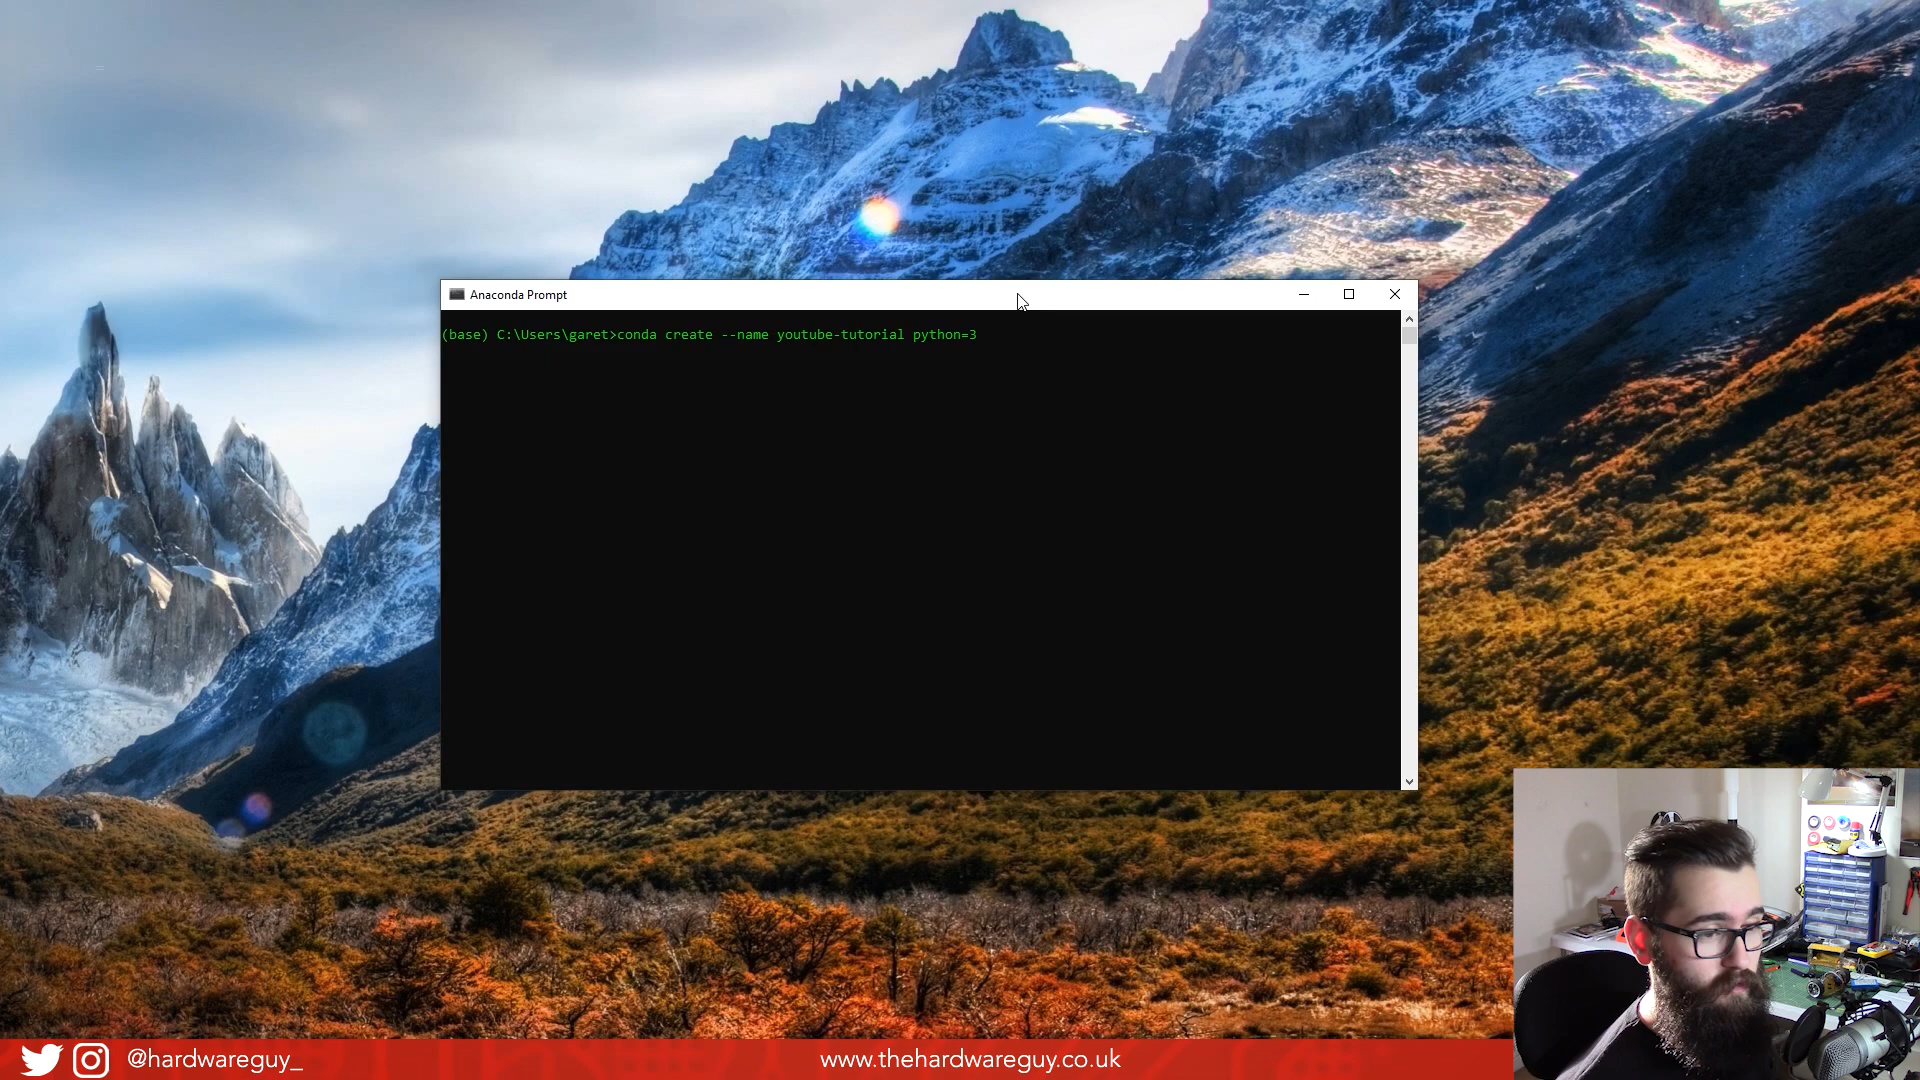 Anaconda Prompt
(base) C:\Users\garet>conda create --name youtube-tutorial python=3
@hardwareguy_
www.thehardwareguy.co.uk